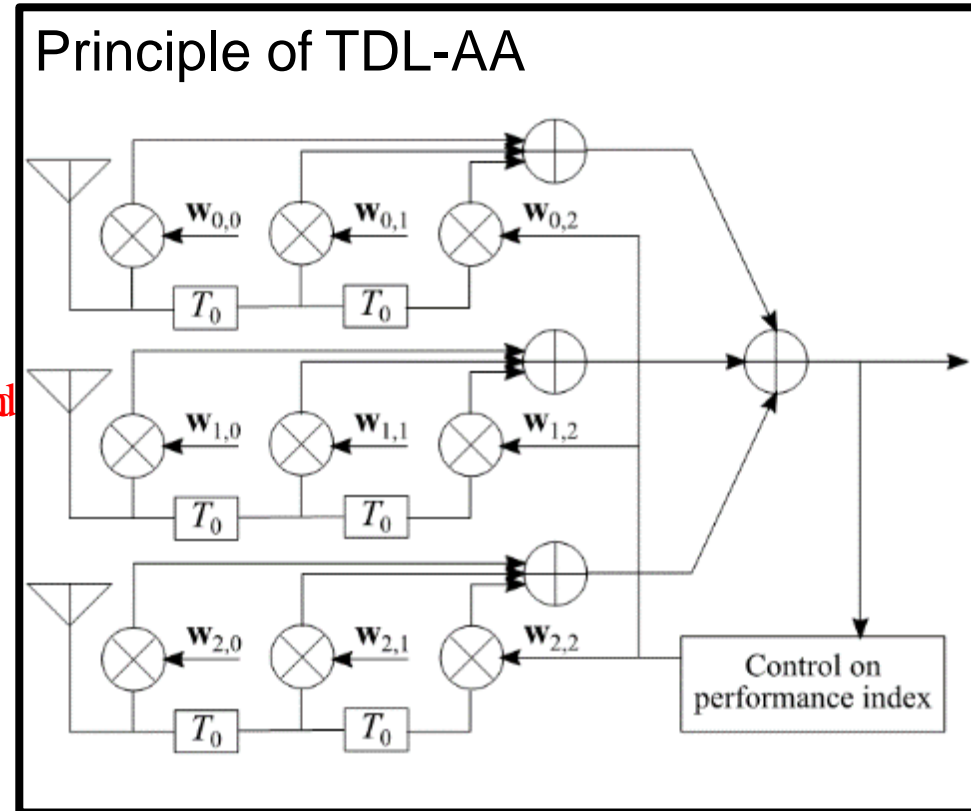 Principle of TDL-AA
w0,0 w0,1 w0,2
T0 T0
w1,0 w1,1 w1,2
T0 T0
w2,0 w2,1 w2,2
Control on
performance index
T0 T0